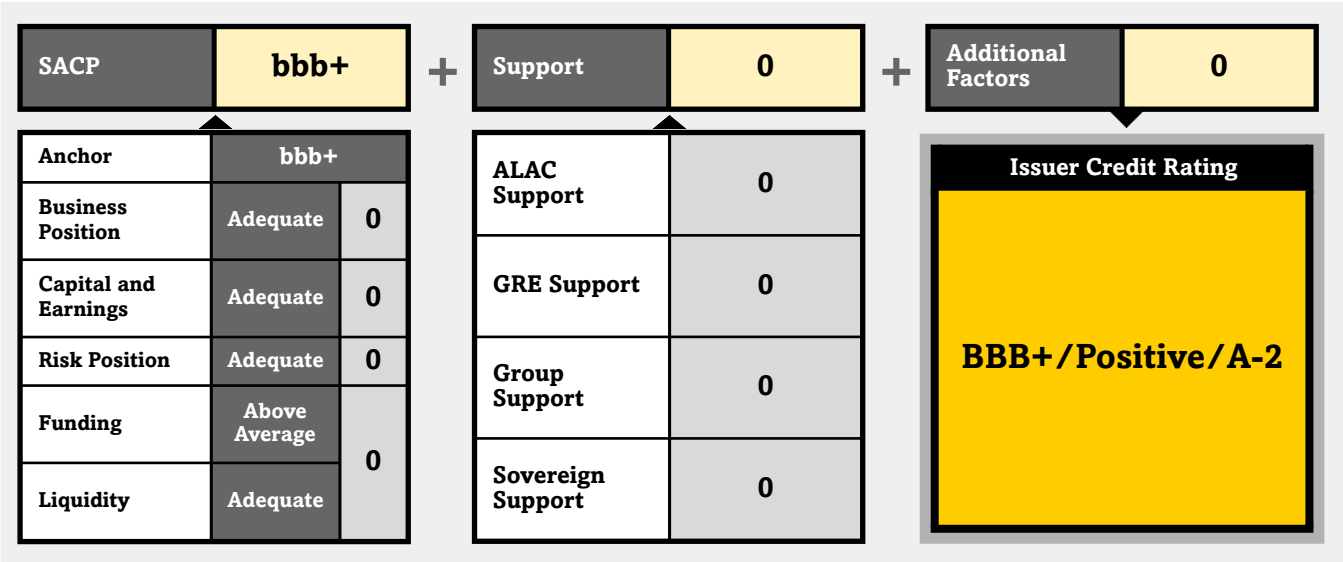 SACP
bbb+
+
Support
0
+
Additional
Factors
0
Anchor
bbb+
Business
Position
Adequate
0
Capital and
Earnings
Adequate
0
Risk Position
Adequate
0
Funding
Above
Average
0
Liquidity
Adequate
ALAC
Support
0
GRE Support
0
Group
Support
0
Sovereign
Support
0
Issuer Credit Rating
BBB+/Positive/A-2